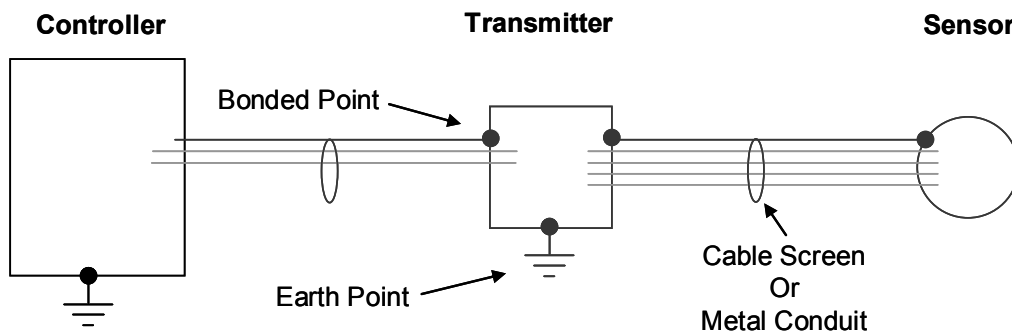 Controller
Transmitter
Sensor
Bonded Point
Earth Point
Cable Screen
Or
Metal Conduit